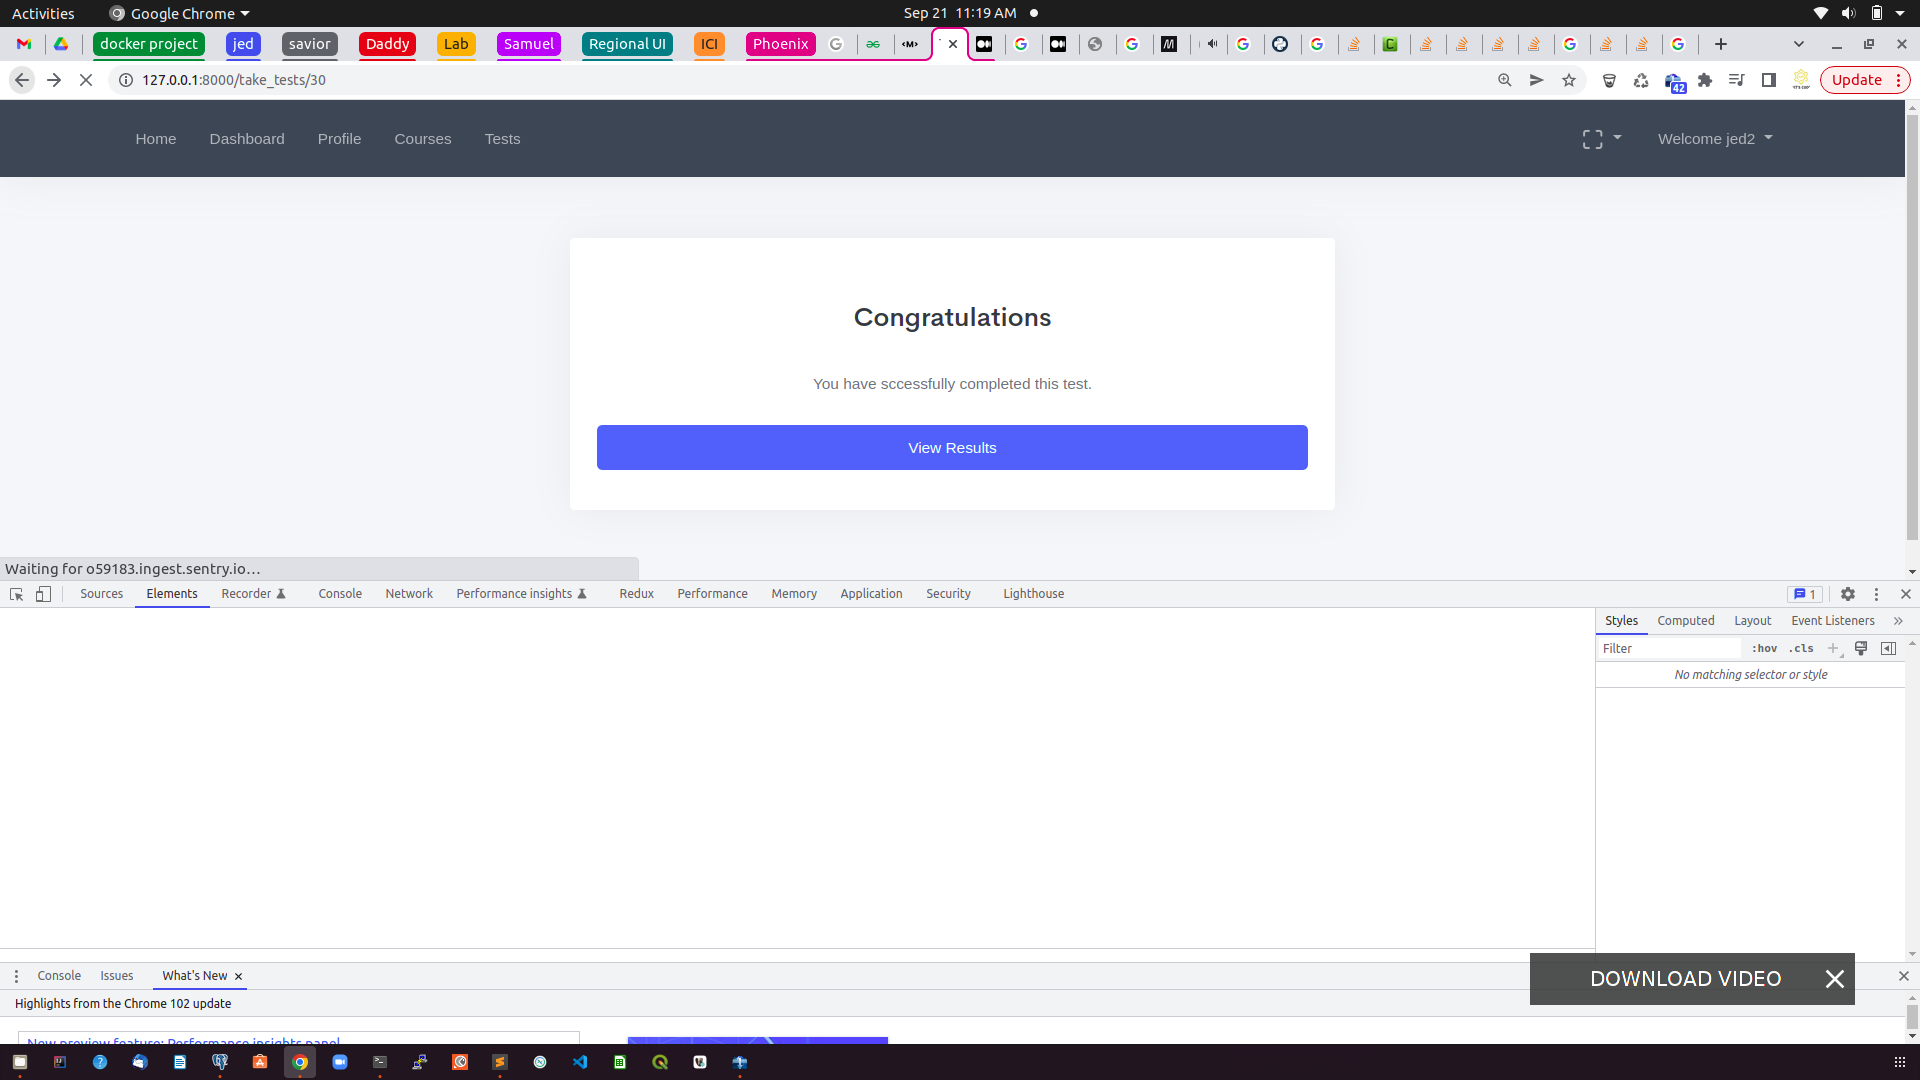 Activities
Google Chrome
Sep 21 11:19 AM
docker project
jed
savior
Daddy
Lab
Samuel
Regional UI
ICI
Phoenix
127.0.0.1:8000/take_tests/30
42
Update
Home
Dashboard
Profile
Courses
Tests
Welcome jed2
Congratulations
You have sccessfully completed this test.
View Results
Waiting for o59183.ingest.sentry.io…
Sources
Elements
Recorder
Console
Network
Performance insights
Redux
Performance
Memory
Application
Security
Lighthouse
1
Styles
Computed
Layout
Event Listeners
Filter
:hov
.cls
No matching selector or style
Console
Issues
What's New
DOWNLOAD VIDEO
Highlights from the Chrome 102 update
New preview feature: Performance insights panel